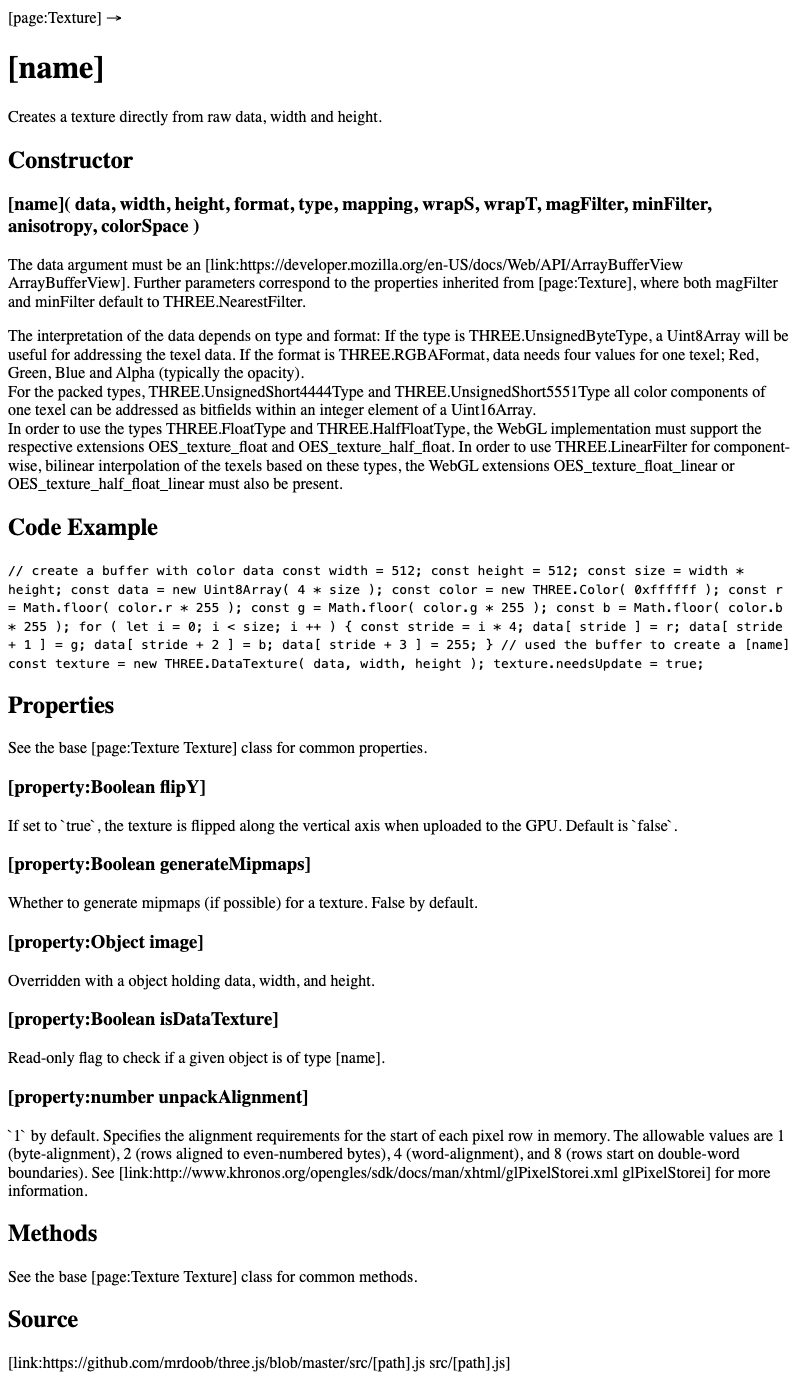 [page:Texture] →
[name]
Creates a texture directly from raw data, width and height.
Constructor
[name]( data, width, height, format, type, mapping, wrapS, wrapT, magFilter, minFilter,
anisotropy, colorSpace )
The data argument must be an [link:https://developer.mozilla.org/en-US/docs/Web/API/ArrayBufferView
ArrayBufferView]. Further parameters correspond to the properties inherited from [page:Texture], where both magFilter
and minFilter default to THREE.NearestFilter.
The interpretation of the data depends on type and format: If the type is THREE.UnsignedByteType, a Uint8Array will be
useful for addressing the texel data. If the format is THREE.RGBAFormat, data needs four values for one texel; Red,
Green, Blue and Alpha (typically the opacity).
For the packed types, THREE.UnsignedShort4444Type and THREE.UnsignedShort5551Type all color components of
one texel can be addressed as bitfields within an integer element of a Uint16Array.
In order to use the types THREE.FloatType and THREE.HalfFloatType, the WebGL implementation must support the
respective extensions OES_texture_float and OES_texture_half_float. In order to use THREE.LinearFilter for component-
wise, bilinear interpolation of the texels based on these types, the WebGL extensions OES_texture_float_linear or
OES_texture_half_float_linear must also be present.
Code Example
// create a buffer with color data const width = 512; const height = 512; const size = width *
height; const data = new Uint8Array( 4 * size ); const color = new THREE.Color( 0xffffff ); const r
= Math.floor( color.r * 255 ); const g = Math.floor( color.g * 255 ); const b = Math.floor( color.b
* 255 ); for ( let i = 0; i < size; i ++ ) { const stride = i * 4; data[ stride ] = r; data[ stride
+ 1 ] = g; data[ stride + 2 ] = b; data[ stride + 3 ] = 255; } // used the buffer to create a [name]
const texture = new THREE.DataTexture( data, width, height ); texture.needsUpdate = true;
Properties
See the base [page:Texture Texture] class for common properties.
[property:Boolean flipY]
If set to `true`, the texture is flipped along the vertical axis when uploaded to the GPU. Default is `false`.
[property:Boolean generateMipmaps]
Whether to generate mipmaps (if possible) for a texture. False by default.
[property:Object image]
Overridden with a object holding data, width, and height.
[property:Boolean isDataTexture]
Read-only flag to check if a given object is of type [name].
[property:number unpackAlignment]
`1` by default. Specifies the alignment requirements for the start of each pixel row in memory. The allowable values are 1
(byte-alignment), 2 (rows aligned to even-numbered bytes), 4 (word-alignment), and 8 (rows start on double-word
boundaries). See [link:http://www.khronos.org/opengles/sdk/docs/man/xhtml/glPixelStorei.xml glPixelStorei] for more
information.
Methods
See the base [page:Texture Texture] class for common methods.
Source
[link:https://github.com/mrdoob/three.js/blob/master/src/[path].js src/[path].js]